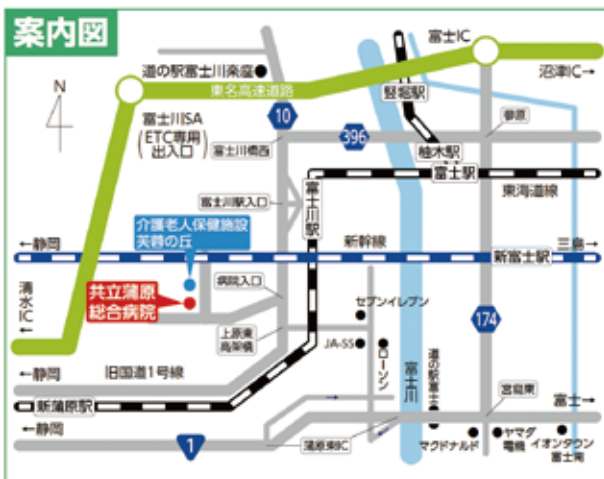 案内図
N
道の駅富士川楽座
富士IC
沼津IC→
東名高速道路
竪堀駅
富士川SA
(ETC専用
出入口)
10
396
富士川橋西
柚木駅
富士駅
東海道線
富士川駅入口
富士川駅
介護老人保健施設
芙蓉の丘
←静岡
新幹線
新富士駅
三島→
共立蒲原
総合病院
病院入口
清水IC
←
セブンイレブン
174
上原東
高架橋
JA-SS
ローソン
富士川
道の駅富士
←静岡
旧国道1号線
宮島東
新蒲原駅
富士→
←静岡
1
蒲原東IC
マクドナルド
ヤマダ
電機
イオンタウン
富士南